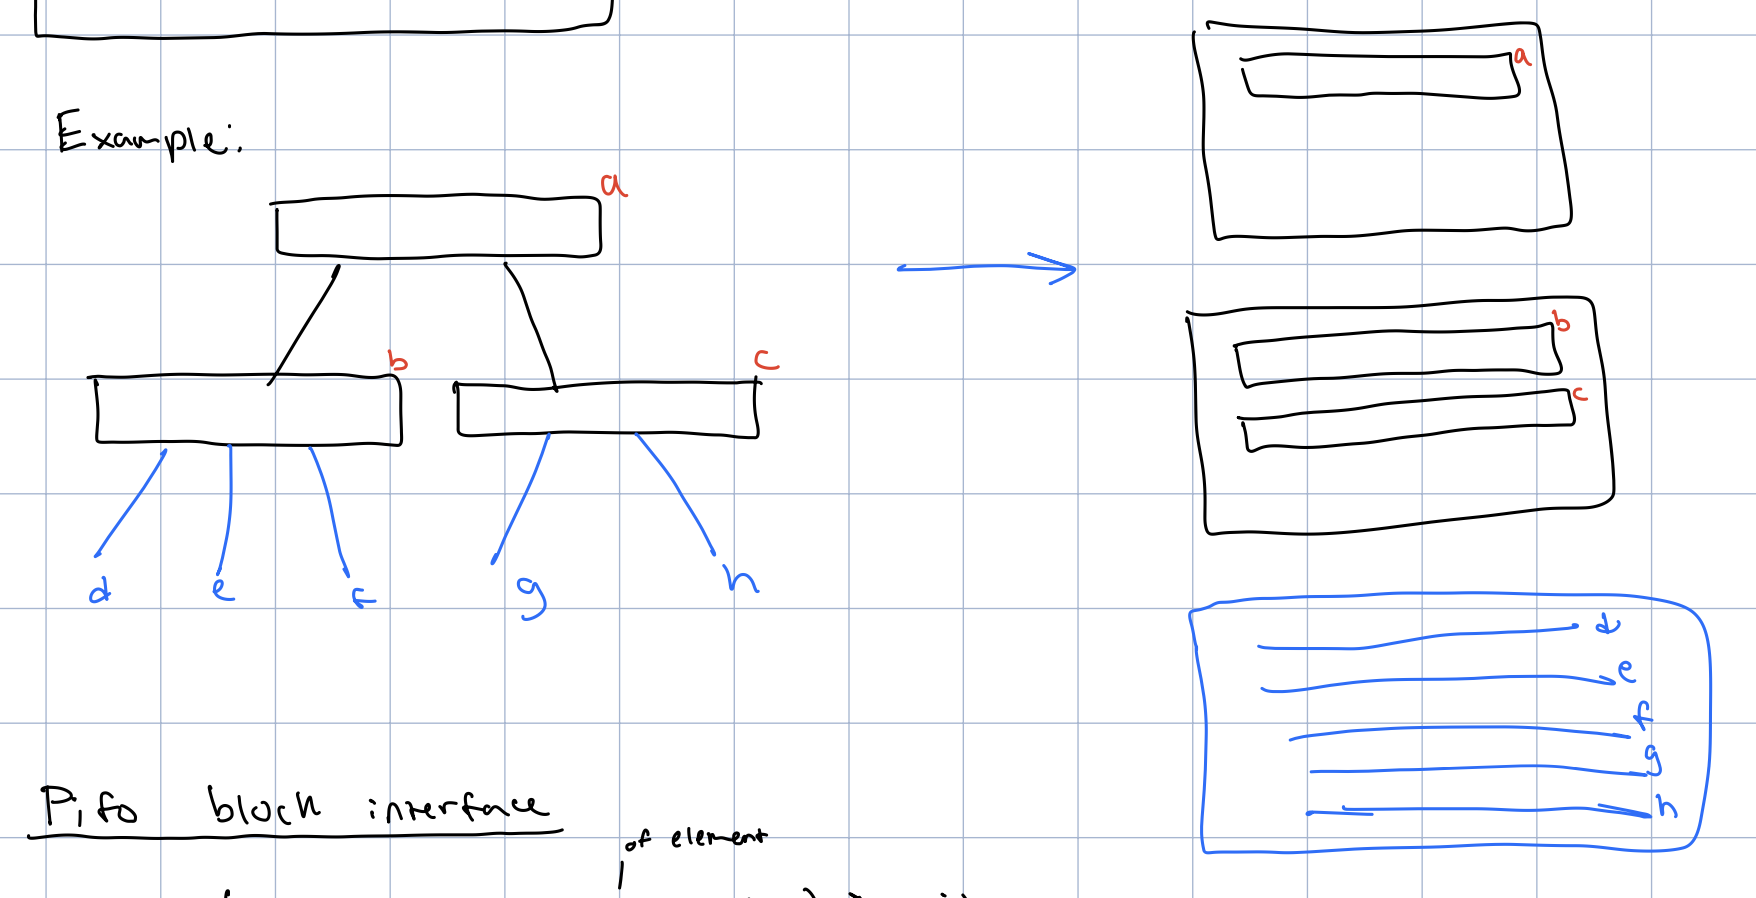 Example:
a
b
c
d
e
f
g
h
a
b
c
d
e
f
g
h
Pifo block interface
of element